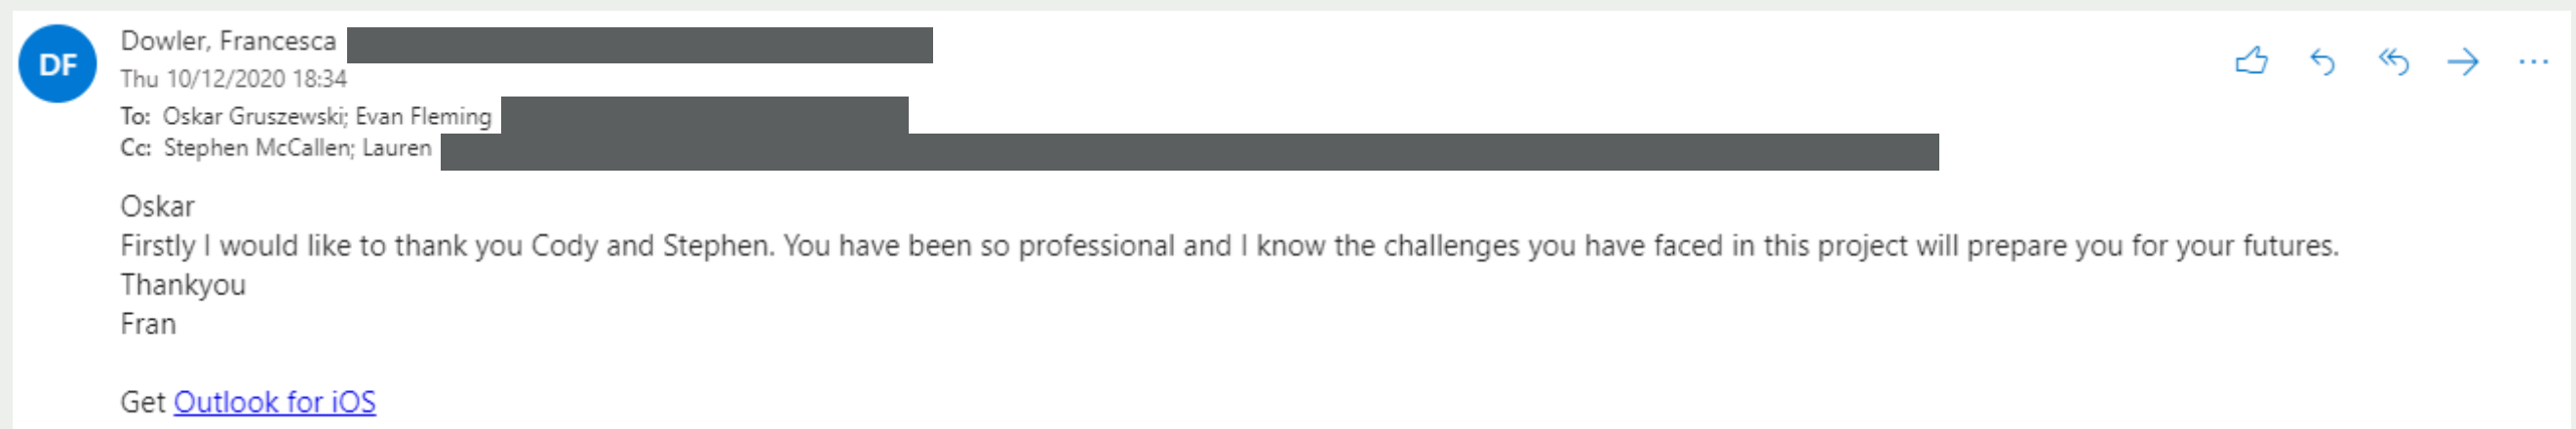 DF
Dowler, Francesca
Thu 10/12/2020 18:34
To: Oskar Gruszewski; Evan Fleming
Cc: Stephen McCallen; Lauren
Oskar
Firstly I would like to thank you Cody and Stephen. You have been so professional and I know the challenges you have faced in this project will prepare you for your futures.
Thankyou
Fran
Get Outlook for iOS